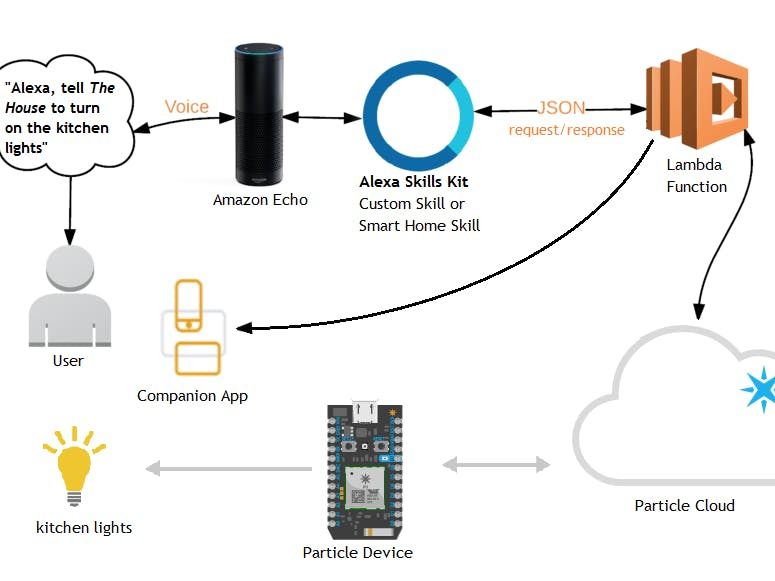 "Alexa, tell The
House to turn
on the kitchen
lights"
Voice
JSON
request/response
Amazon Echo
Alexa Skills Kit
Custom Skill or
Smart Home Skill
Lambda
Function
User
Companion App
kitchen lights
Particle Device
Particle Cloud